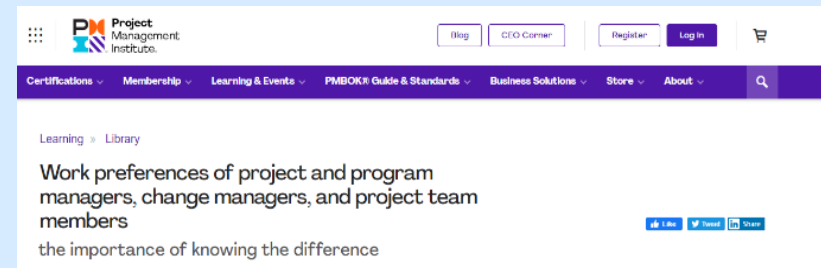 Project
Management
Institute.
Blog
CEO Corner
Register
Log In
Certifications
Membership
Learning & Events
PMBOK® Guide & Standards
Business Solutions
Store
About
Learning » Library
Work preferences of project and program
managers, change managers, and project team
members
Like
Tweet
in Share
the importance of knowing the difference